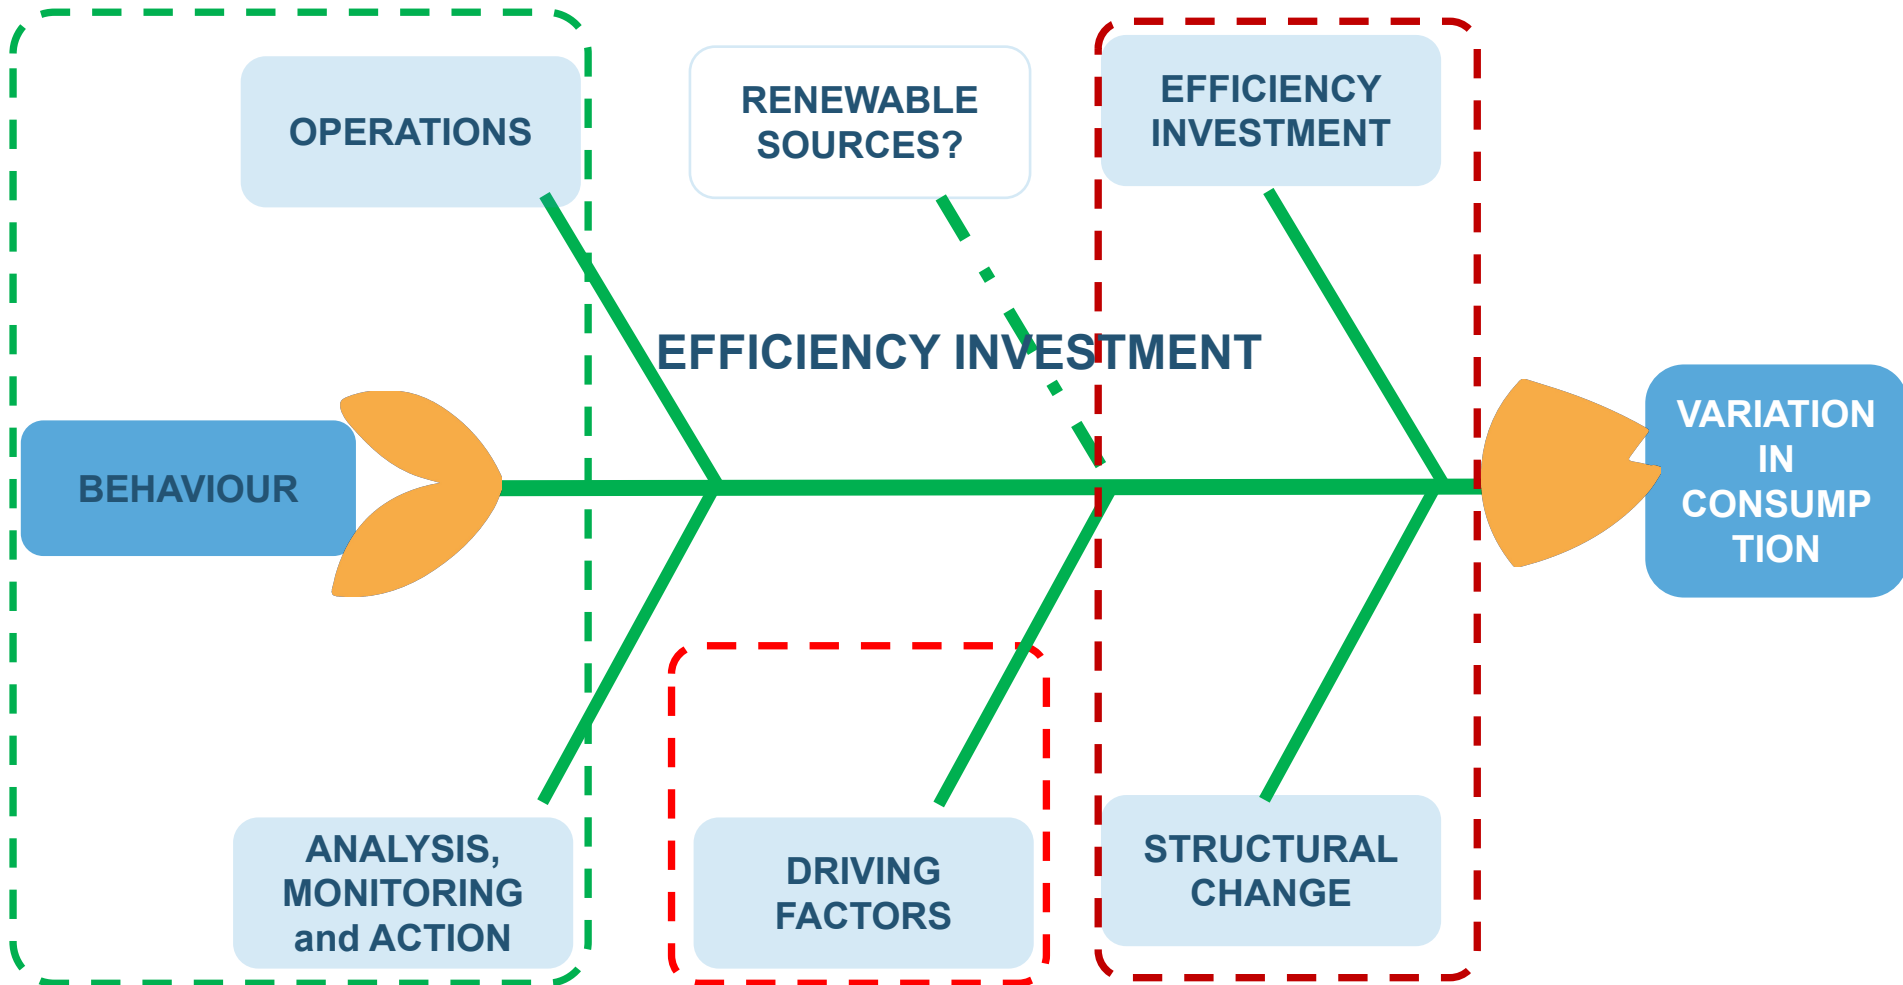 OPERATIONS
RENEWABLE
SOURCES?
EFFICIENCY
INVESTMENT
EFFICIENCY INVESTMENT
BEHAVIOUR
VARIATION
IN
CONSUMP
TION
ANALYSIS,
MONITORING
and ACTION
DRIVING
FACTORS
STRUCTURAL
CHANGE